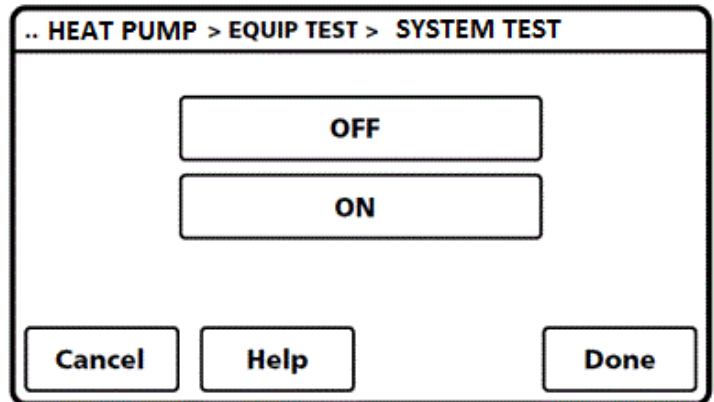 .. HEAT PUMP > EQUIP TEST > SYSTEM TEST
OFF
ON
Cancel Help Done